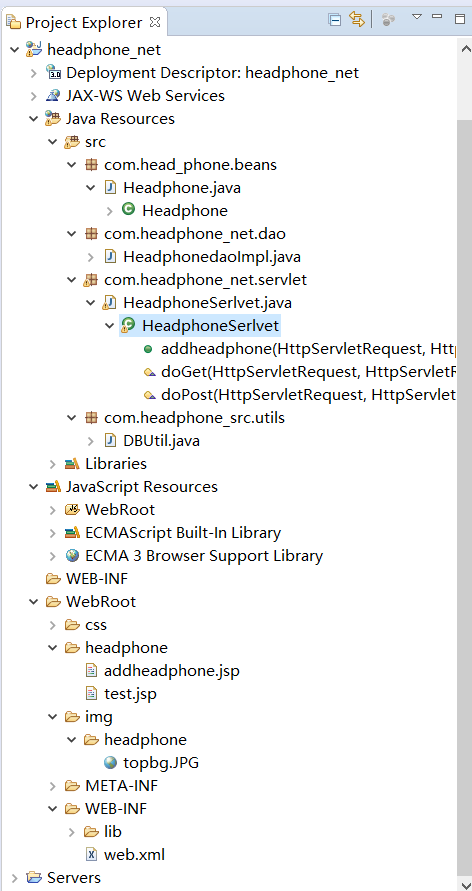 Project Explorer
headphone_net
Deployment Descriptor: headphone_net
JAX-WS Web Services
Java Resources
src
com.head_phone.beans
Headphone.java
Headphone
com.headphone_net.dao
HeadphonedaoImpl.java
com.headphone_net.servlet
HeadphoneSerlvet.java
HeadphoneSerlvet
addheadphone(HttpServletRequest, Htt
doGet(HttpServletRequest, HttpServletR
doPost(HttpServletRequest, HttpServlet
com.headphone_src.utils
DBUtil.java
Libraries
JavaScript Resources
WebRoot
ECMAScript Built-In Library
ECMA 3 Browser Support Library
WEB-INF
WebRoot
css
headphone
addheadphone.jsp
test.jsp
img
headphone
topbg.JPG
META-INF
WEB-INF
lib
web.xml
Servers